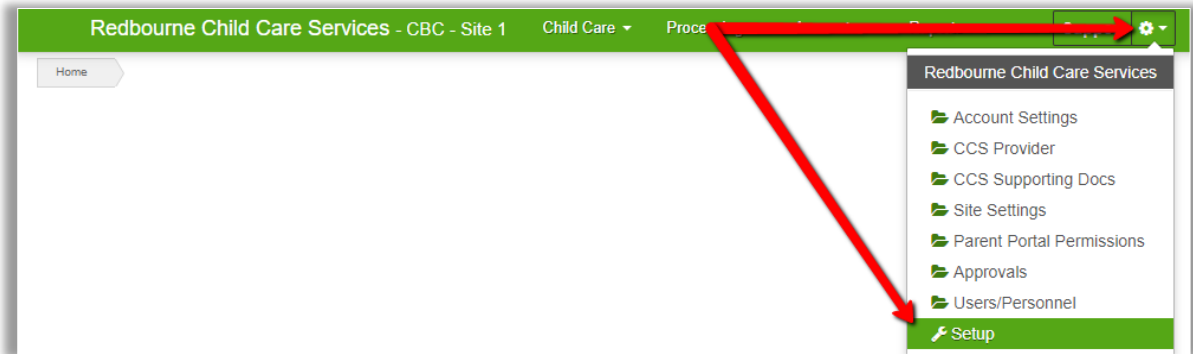 Redbourne Child Care Services - CBC - Site 1 Child Care
Home
Redbourne Child Care Services
Account Settings
CCS Provider
CCS Supporting Docs
Site Settings
Parent Portal Permissions
Approvals
Users/Personnel
Setup